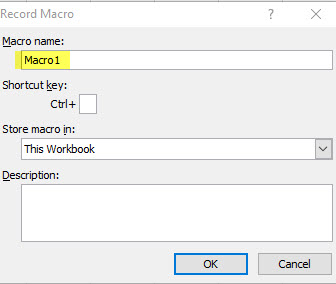 Record Macro ? ×
Macro name:
Macro1
Shortcut key:
Ctrl+
Store macro in:
This Workbook
Description:
OK Cancel